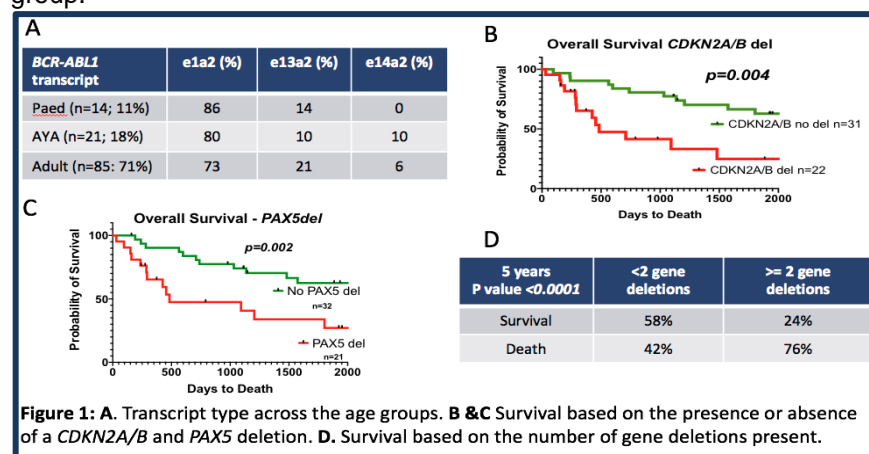 group.
A
BCR-ABL1 transcript e1a2 (%) e13a2 (%) e14a2 (%)
Paed (n=14; 11%) 86 14 0
AYA (n=21; 18%) 80 10 10
Adult (n=85: 71%) 73 21 6
B
Overall Survival CDKN2A/B del
p=0.004
Probability of Survival
100
50
0
CDKN2A/B no del n=31
CDKN2A/B del n=22
0 500 1000 1500 2000
Days to Death
C
Overall Survival - PAX5del
p=0.002
Probability of Survival
100
50
0
No PAX5 del
n=32
PAX5 del
n=21
0 500 1000 1500 2000
Days to Death
D
5 years P value <0.0001 <2 gene deletions >= 2 gene deletions
Survival 58% 24%
Death 42% 76%
Figure 1: A. Transcript type across the age groups. B &C Survival based on the presence or absence
of a CDKN2A/B and PAX5 deletion. D. Survival based on the number of gene deletions present.